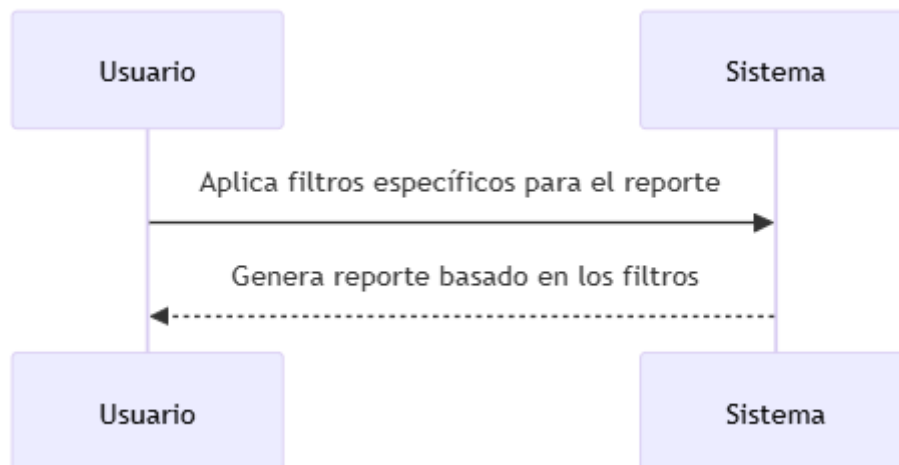 Usuario
Sistema
Aplica filtros específicos para el reporte
Genera reporte basado en los filtros
Usuario
Sistema